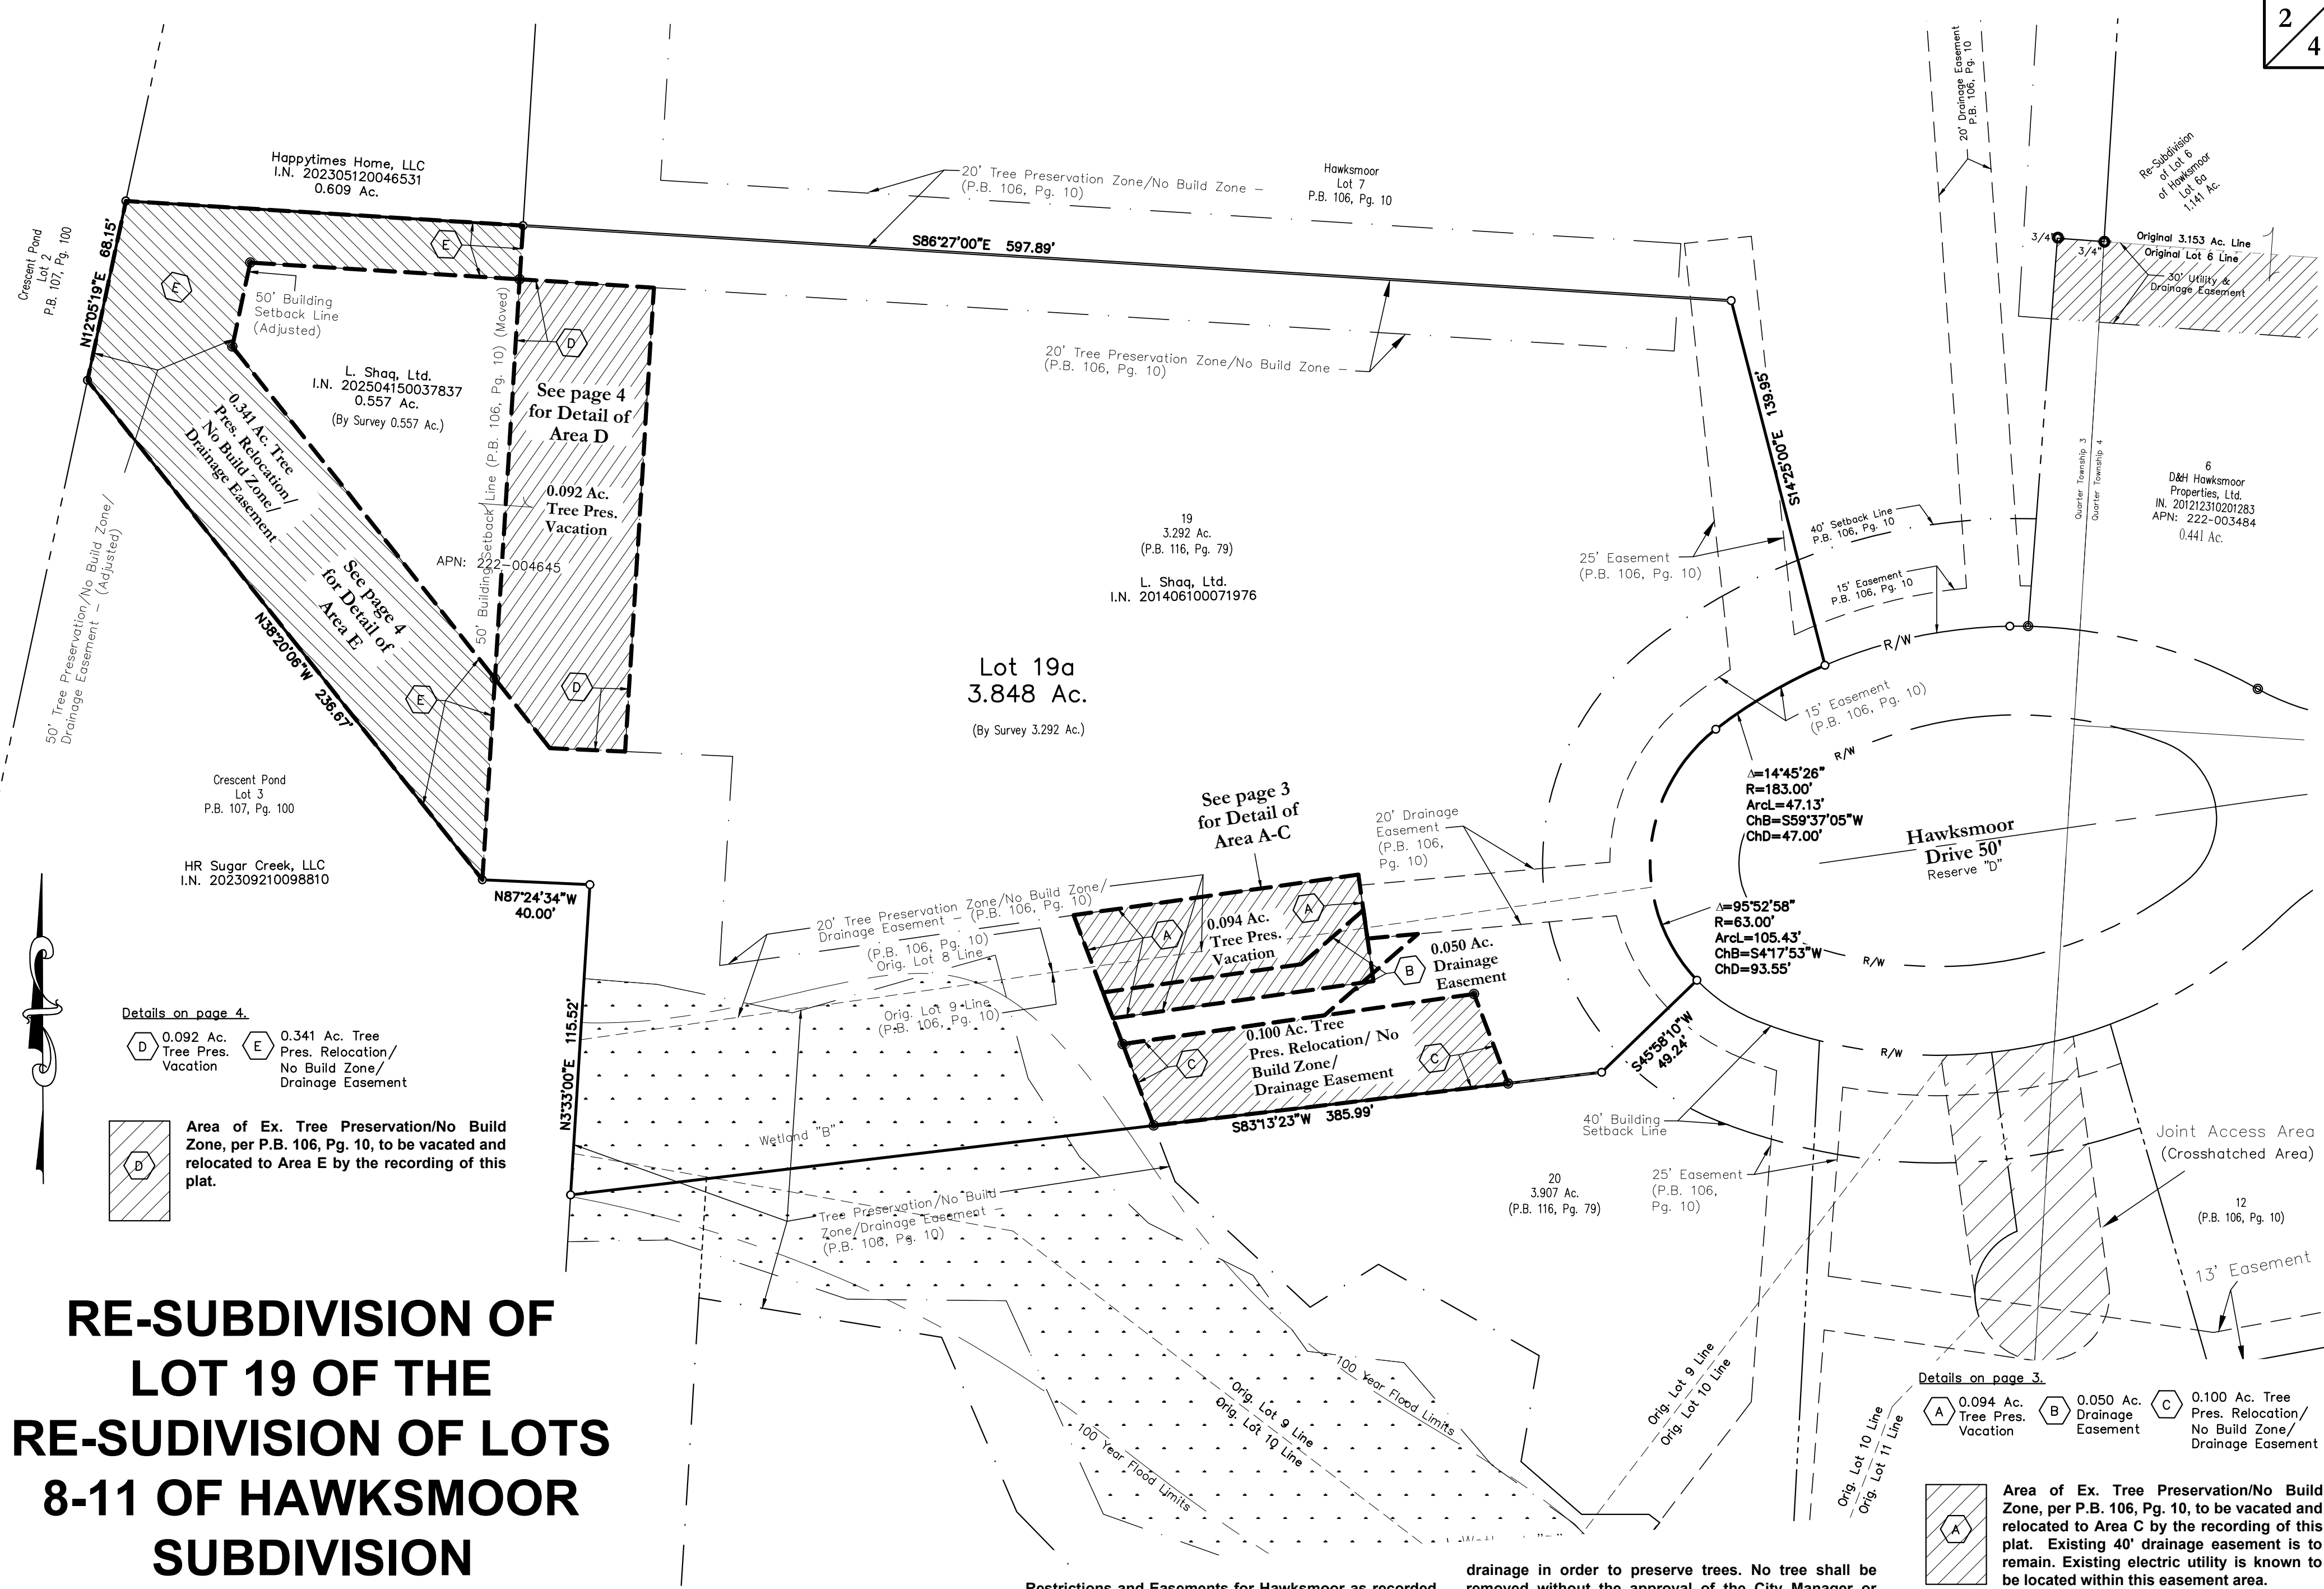 2
4
Happytimes Home, LLC
I.N. 202305120046531
0.609 Ac.
Crescent Pond
Lot 2
P.B. 107, Pg. 100
N12°05'19"E 68.15'
20' Tree Preservation Zone/No Build Zone –
(P.B. 106, Pg. 10)
Hawksmoor
Lot 7
P.B. 106, Pg. 10
S86°27'00"E 597.89'
20' Drainage Easement
P.B. 106, Pg. 10
Re-Subdivision
of Lot 6
of Hawksmoor
Lot 6a
1.141 Ac.
3/4"
3/4"
Original 3.153 Ac. Line
Original Lot 6 Line
30' Utility &
Drainage Easement
E
E
50' Building
Setback Line
(Adjusted)
L. Shaq, Ltd.
I.N. 202504150037837
0.557 Ac.
(By Survey 0.557 Ac.)
50' Building Setback Line (P.B. 106, Pg. 10) (Moved)
D
See page 4
for Detail of
Area D
0.092 Ac.
Tree Pres.
Vacation
APN: 222-004645
0.341 Ac. Tree
Pres. Relocation/
No Build Zone/
Drainage Easement
See page 4
for Detail of
Area E
E
D
50' Tree Preservation/No Build Zone/
Drainage Easement – (Adjusted)
N38°20'06"W 236.67'
20' Tree Preservation Zone/No Build Zone –
(P.B. 106, Pg. 10)
S14°25'00"E 139.95'
19
3.292 Ac.
(P.B. 116, Pg. 79)
L. Shaq, Ltd.
I.N. 201406100071976
Lot 19a
3.848 Ac.
(By Survey 3.292 Ac.)
25' Easement
(P.B. 106, Pg. 10)
40' Setback Line
P.B. 106, Pg. 10
15' Easement
P.B. 106, Pg. 10
Quarter Township 3
Quarter Township 4
6
D&H Hawksmoor
Properties, Ltd.
IN. 201212310201283
APN: 222-003484
0.441 Ac.
R/W
15' Easement
(P.B. 106, Pg. 10)
R/W
Δ=14°45'26"
R=183.00'
ArcL=47.13'
ChB=S59°37'05"W
ChD=47.00'
Hawksmoor
Drive 50'
Reserve "D"
Δ=95°52'58"
R=63.00'
ArcL=105.43'
ChB=S4°17'53"W
ChD=93.55'
R/W
R/W
Crescent Pond
Lot 3
P.B. 107, Pg. 100
HR Sugar Creek, LLC
I.N. 202309210098810
N87°24'34"W
40.00'
See page 3
for Detail of
Area A-C
20' Drainage
Easement
(P.B. 106,
Pg. 10)
20' Tree Preservation Zone/No Build Zone/
Drainage Easement – (P.B. 106, Pg. 10)
(P.B. 106, Pg. 10)
Orig. Lot 8 Line
Orig. Lot 9 Line
(P.B. 106, Pg. 10)
A
A
0.094 Ac.
Tree Pres.
Vacation
B
0.050 Ac.
Drainage
Easement
0.100 Ac. Tree
Pres. Relocation/ No
Build Zone/
Drainage Easement
C
C
S83°13'23"W 385.99'
S45°58'10"W
49.24'
N3°33'00"E 115.52'
Wetland "B"
Tree Preservation/No Build
Zone/Drainage Easement –
(P.B. 106, Pg. 10)
40' Building
Setback Line
25' Easement
(P.B. 106,
Pg. 10)
20
3.907 Ac.
(P.B. 116, Pg. 79)
Joint Access Area
(Crosshatched Area)
12
(P.B. 106, Pg. 10)
13' Easement
Details on page 4.
D
0.092 Ac.
Tree Pres.
Vacation
E
0.341 Ac. Tree
Pres. Relocation/
No Build Zone/
Drainage Easement
D
Area of Ex. Tree Preservation/No Build
Zone, per P.B. 106, Pg. 10, to be vacated and
relocated to Area E by the recording of this
plat.
RE-SUBDIVISION OF
LOT 19 OF THE
RE-SUDIVISION OF LOTS
8-11 OF HAWKSMOOR
SUBDIVISION
100 Year Flood Limits
Orig. Lot 9 Line
Orig. Lot 10 Line
100 Year Flood Limits
Orig. Lot 9 Line
Orig. Lot 10 Line
Orig. Lot 10 Line
Orig. Lot 11 Line
Details on page 3.
A
0.094 Ac.
Tree Pres.
Vacation
B
0.050 Ac.
Drainage
Easement
C
0.100 Ac. Tree
Pres. Relocation/
No Build Zone/
Drainage Easement
A
Area of Ex. Tree Preservation/No Build
Zone, per P.B. 106, Pg. 10, to be vacated and
relocated to Area C by the recording of this
plat. Existing 40' drainage easement is to
remain. Existing electric utility is known to
be located within this easement area.
Restrictions and Easements for Hawksmoor as recorded
drainage in order to preserve trees. No tree shall be
removed without the approval of the City Manager or